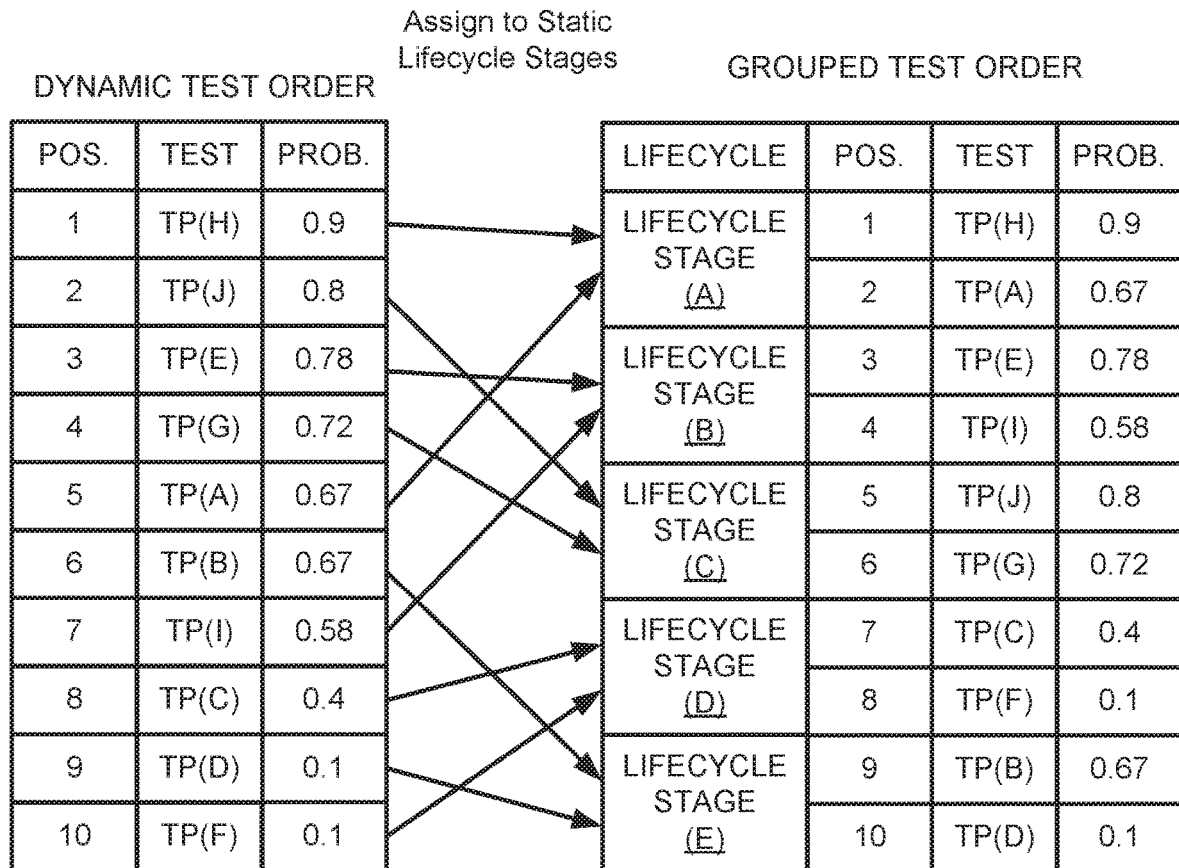 Assign to Static
Lifecycle Stages
DYNAMIC TEST ORDER
POS. TEST PROB.
1 TP(H) 0.9
2 TP(J) 0.8
3 TP(E) 0.78
4 TP(G) 0.72
5 TP(A) 0.67
6 TP(B) 0.67
7 TP(I) 0.58
8 TP(C) 0.4
9 TP(D) 0.1
10 TP(F) 0.1
GROUPED TEST ORDER
LIFECYCLE POS. TEST PROB.
LIFECYCLE
STAGE
(A)
1 TP(H) 0.9
2 TP(A) 0.67
LIFECYCLE
STAGE
(B)
3 TP(E) 0.78
4 TP(I) 0.58
LIFECYCLE
STAGE
(C)
5 TP(J) 0.8
6 TP(G) 0.72
LIFECYCLE
STAGE
(D)
7 TP(C) 0.4
8 TP(F) 0.1
LIFECYCLE
STAGE
(E)
9 TP(B) 0.67
10 TP(D) 0.1